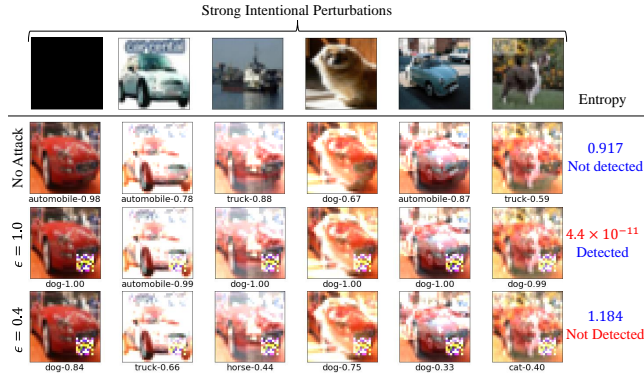 Strong Intentional Perturbations
car rental
Entropy
No Attack
automobile-0.98 automobile-0.78 truck-0.88 dog-0.67 automobile-0.87 truck-0.59
0.917
Not detected
ϵ = 1.0
dog-1.00 automobile-0.99 dog-1.00 dog-1.00 dog-1.00 dog-0.99
4.4 × 10⁻¹¹
Detected
ϵ = 0.4
dog-0.84 truck-0.66 horse-0.44 dog-0.75 dog-0.33 cat-0.40
1.184
Not Detected